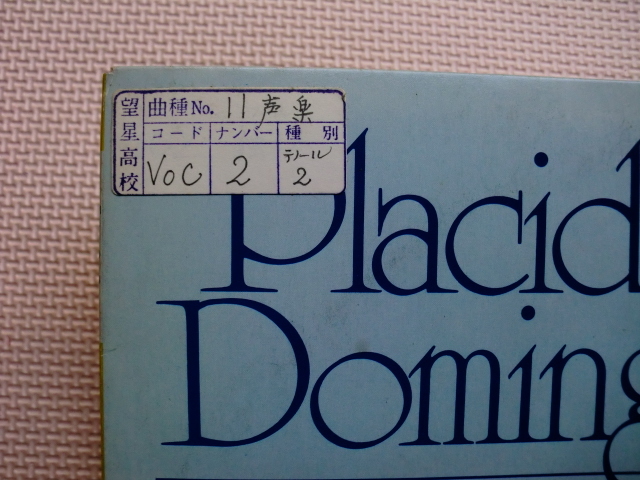 望星高校
曲種No. 11 声楽
コード ナンバー 種別
VOC 2 テノール 2
Placid
Doming